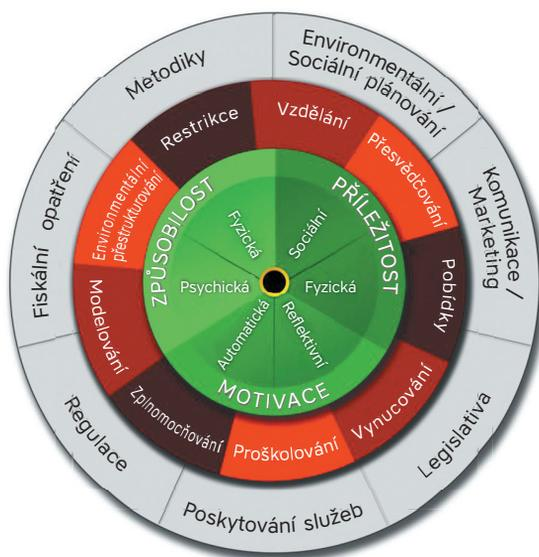 Environmentální/
Sociální plánování
Komunikace/
Marketing
Legislativa
Poskytování služeb
Regulace
Fiskální opatření
Metodiky
Vzdělání
Přesvědčování
Pobídky
Vynucování
Proškolování
Zplnomocňování
Modelování
Environmentální
přestrukturování
Restrikce
ZPŮSOBILOST
PŘÍLEŽITOST
MOTIVACE
Fyzická
Sociální
Psychická
Fyzická
Automatická
Reflektivní